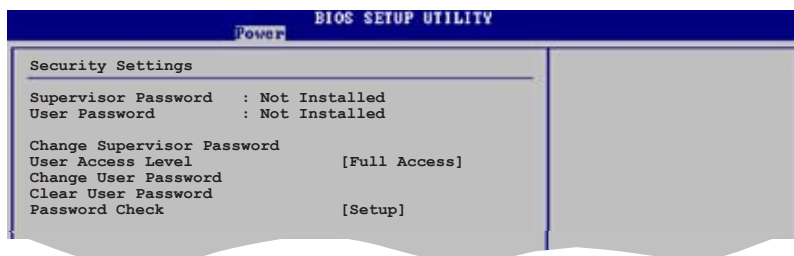 BIOS SETUP UTILITY
Power
Security Settings
Supervisor Password : Not Installed
User Password : Not Installed
Change Supervisor Password
User Access Level [Full Access]
Change User Password
Clear User Password
Password Check [Setup]